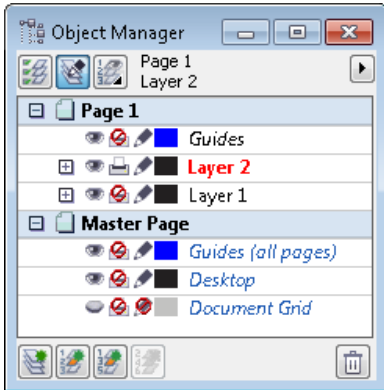 Object Manager
Page 1
Layer 2
Page 1
Guides
Layer 2
Layer 1
Master Page
Guides (all pages)
Desktop
Document Grid